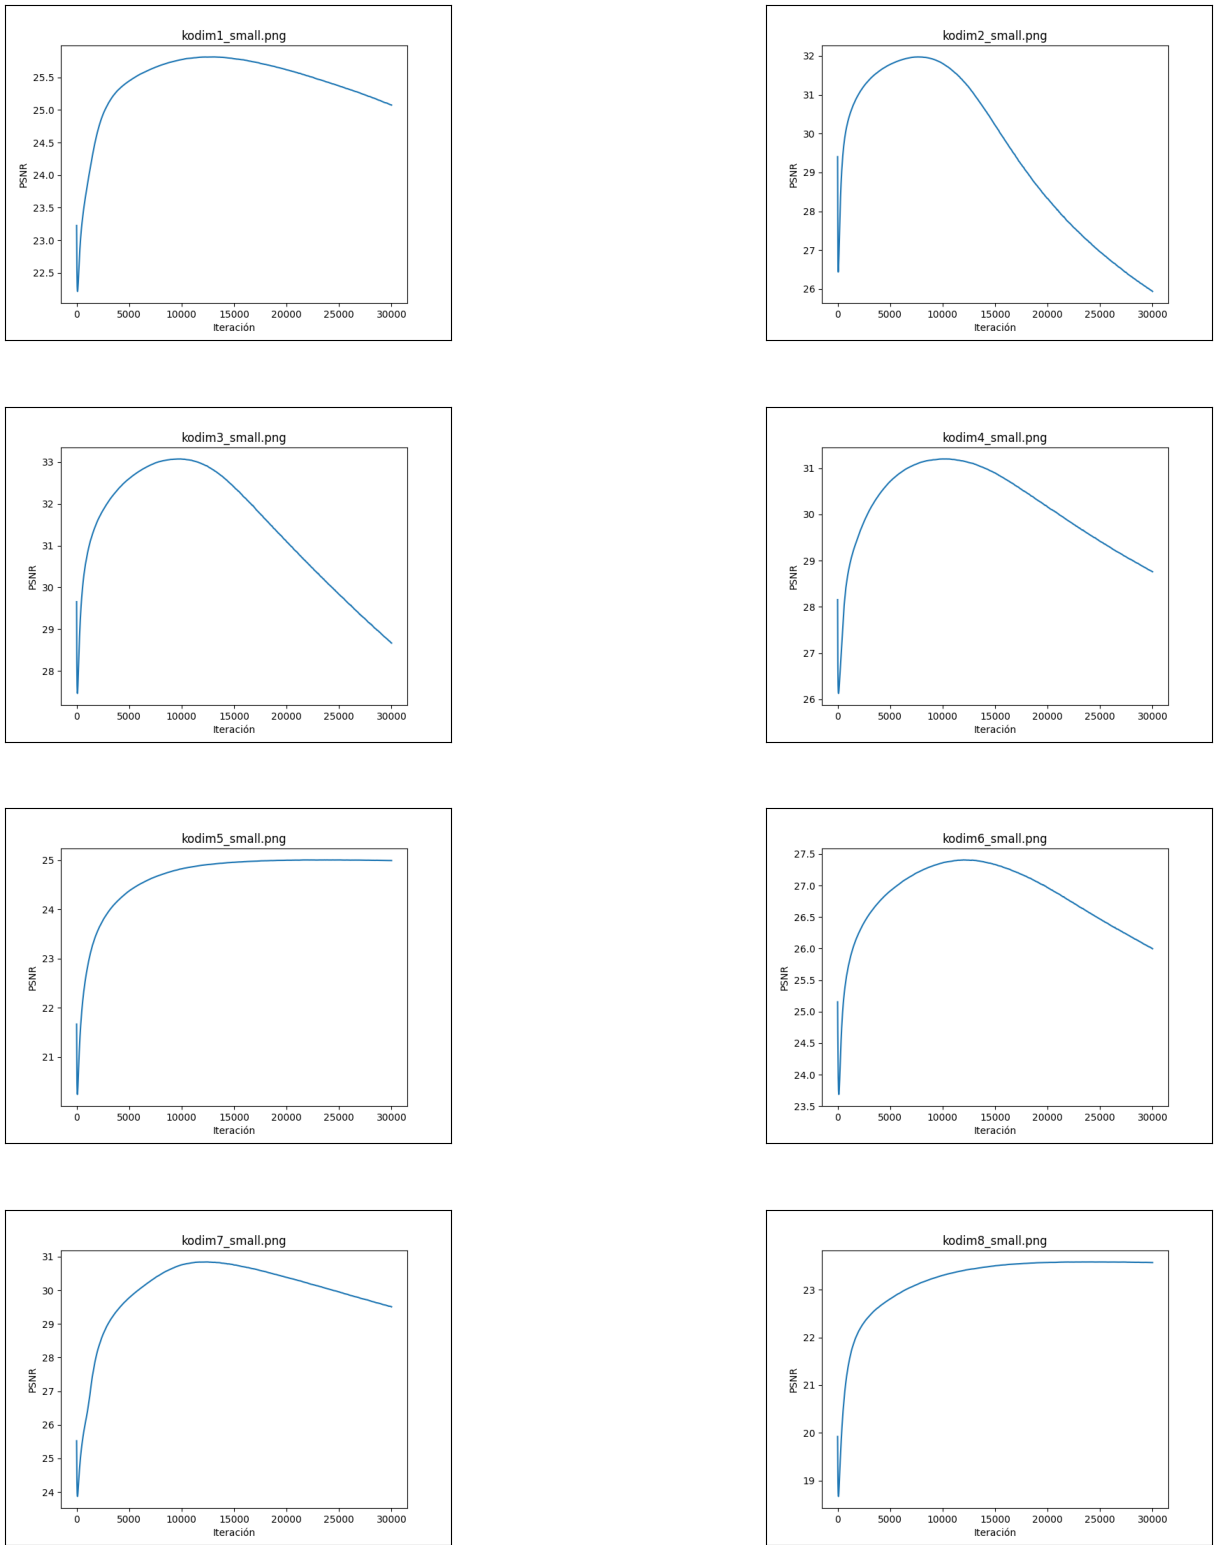 kodim1_small.png
PSNR
25.5
25.0
24.5
24.0
23.5
23.0
22.5
0 5000 10000 15000 20000 25000 30000
Iteración
kodim2_small.png
PSNR
32
31
30
29
28
27
26
0 5000 10000 15000 20000 25000 30000
Iteración
kodim3_small.png
PSNR
33
32
31
30
29
28
0 5000 10000 15000 20000 25000 30000
Iteración
kodim4_small.png
PSNR
31
30
29
28
27
26
0 5000 10000 15000 20000 25000 30000
Iteración
kodim5_small.png
PSNR
25
24
23
22
21
0 5000 10000 15000 20000 25000 30000
Iteración
kodim6_small.png
PSNR
27.5
27.0
26.5
26.0
25.5
25.0
24.5
24.0
23.5
0 5000 10000 15000 20000 25000 30000
Iteración
kodim7_small.png
PSNR
31
30
29
28
27
26
25
24
0 5000 10000 15000 20000 25000 30000
Iteración
kodim8_small.png
PSNR
23
22
21
20
19
0 5000 10000 15000 20000 25000 30000
Iteración